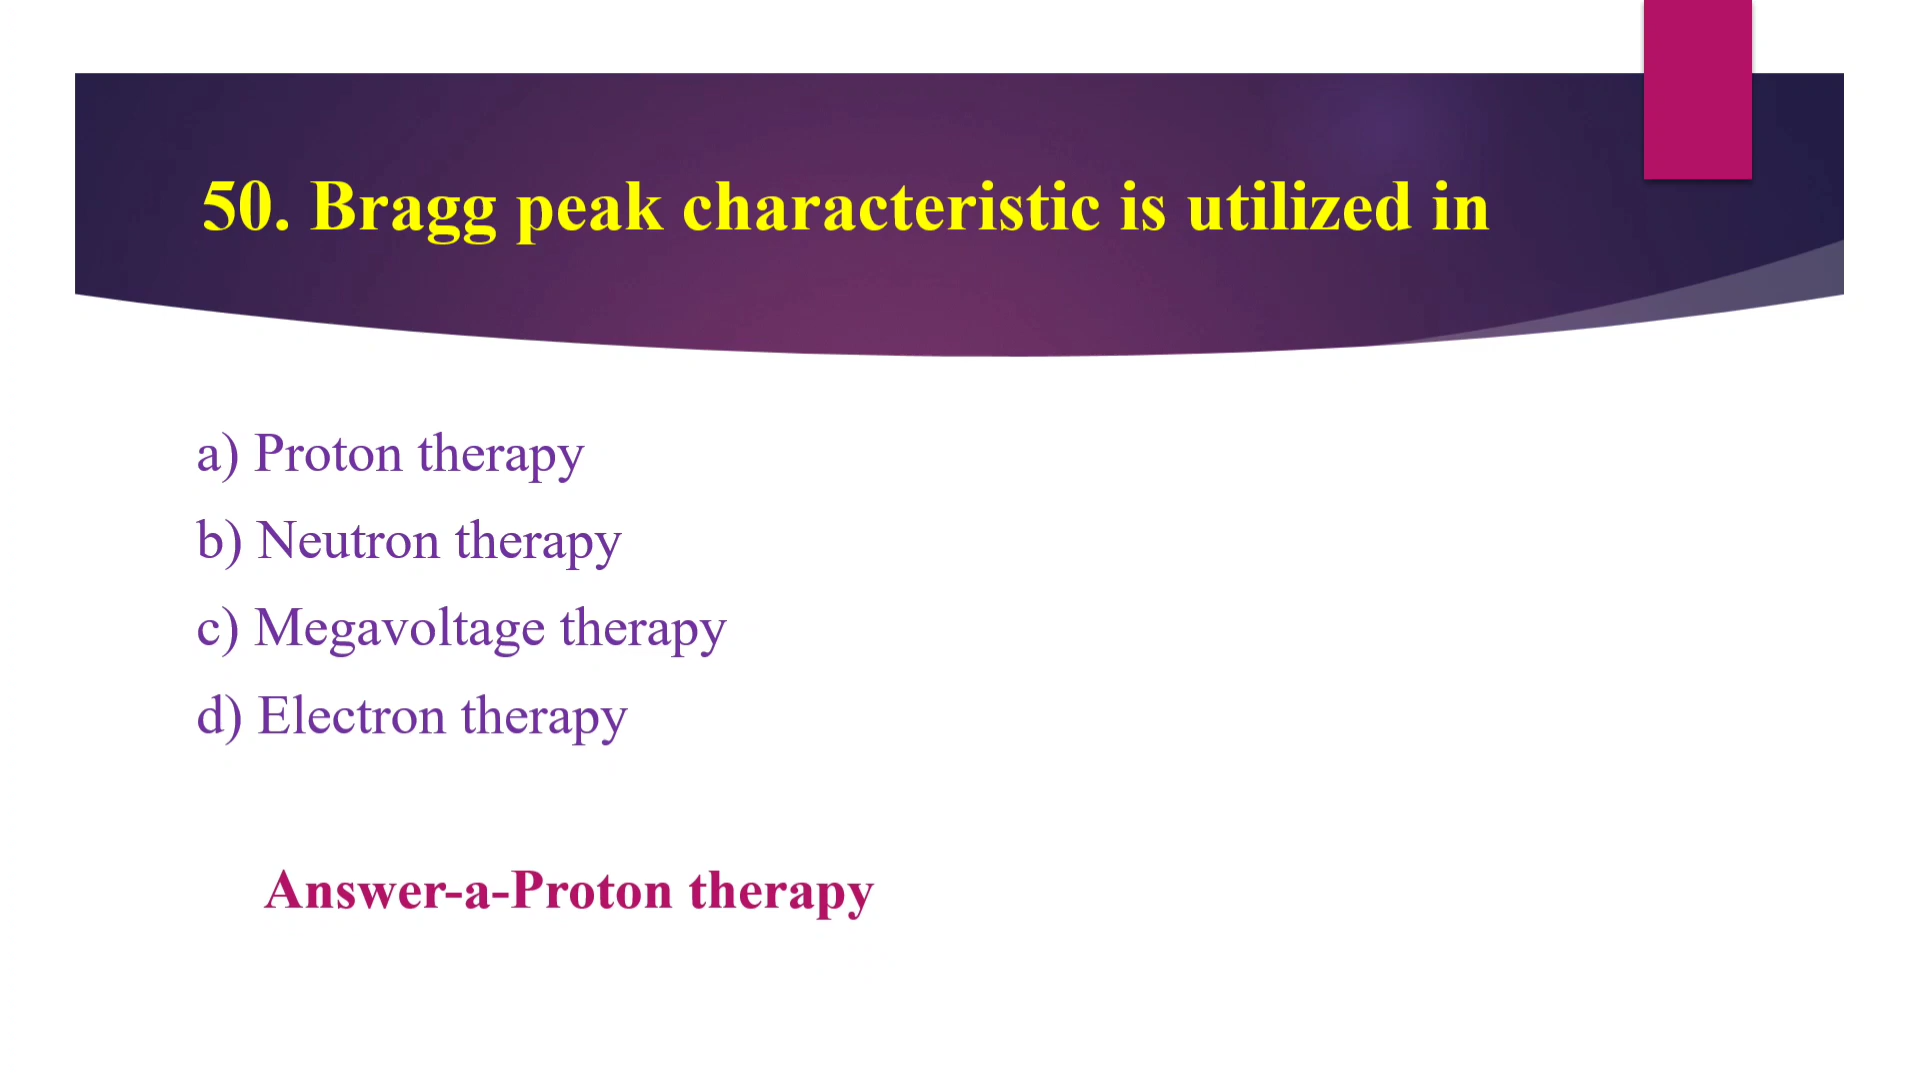 50. Bragg peak characteristic is utilized in
a) Proton therapy
b) Neutron therapy
c) Megavoltage therapy
d) Electron therapy
Answer-a-Proton therapy